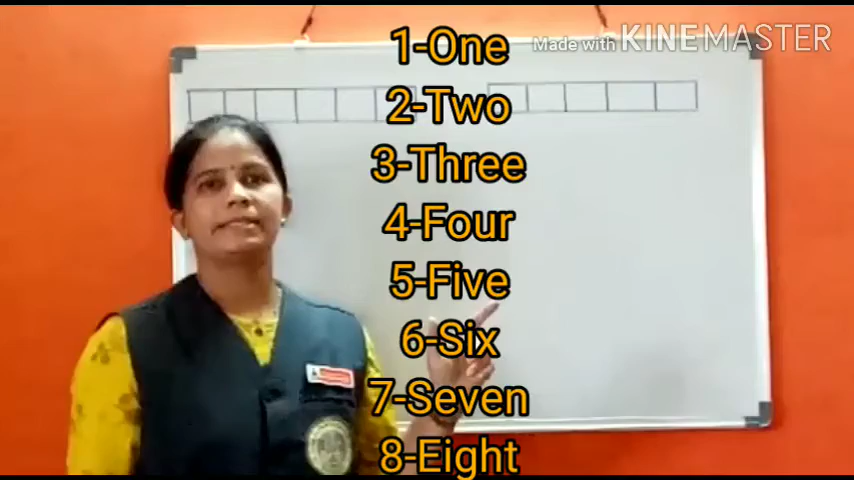 Made with KINEMASTER
1-One
2-Two
3-Three
4-Four
5-Five
6-Six
7-Seven
8-Eight